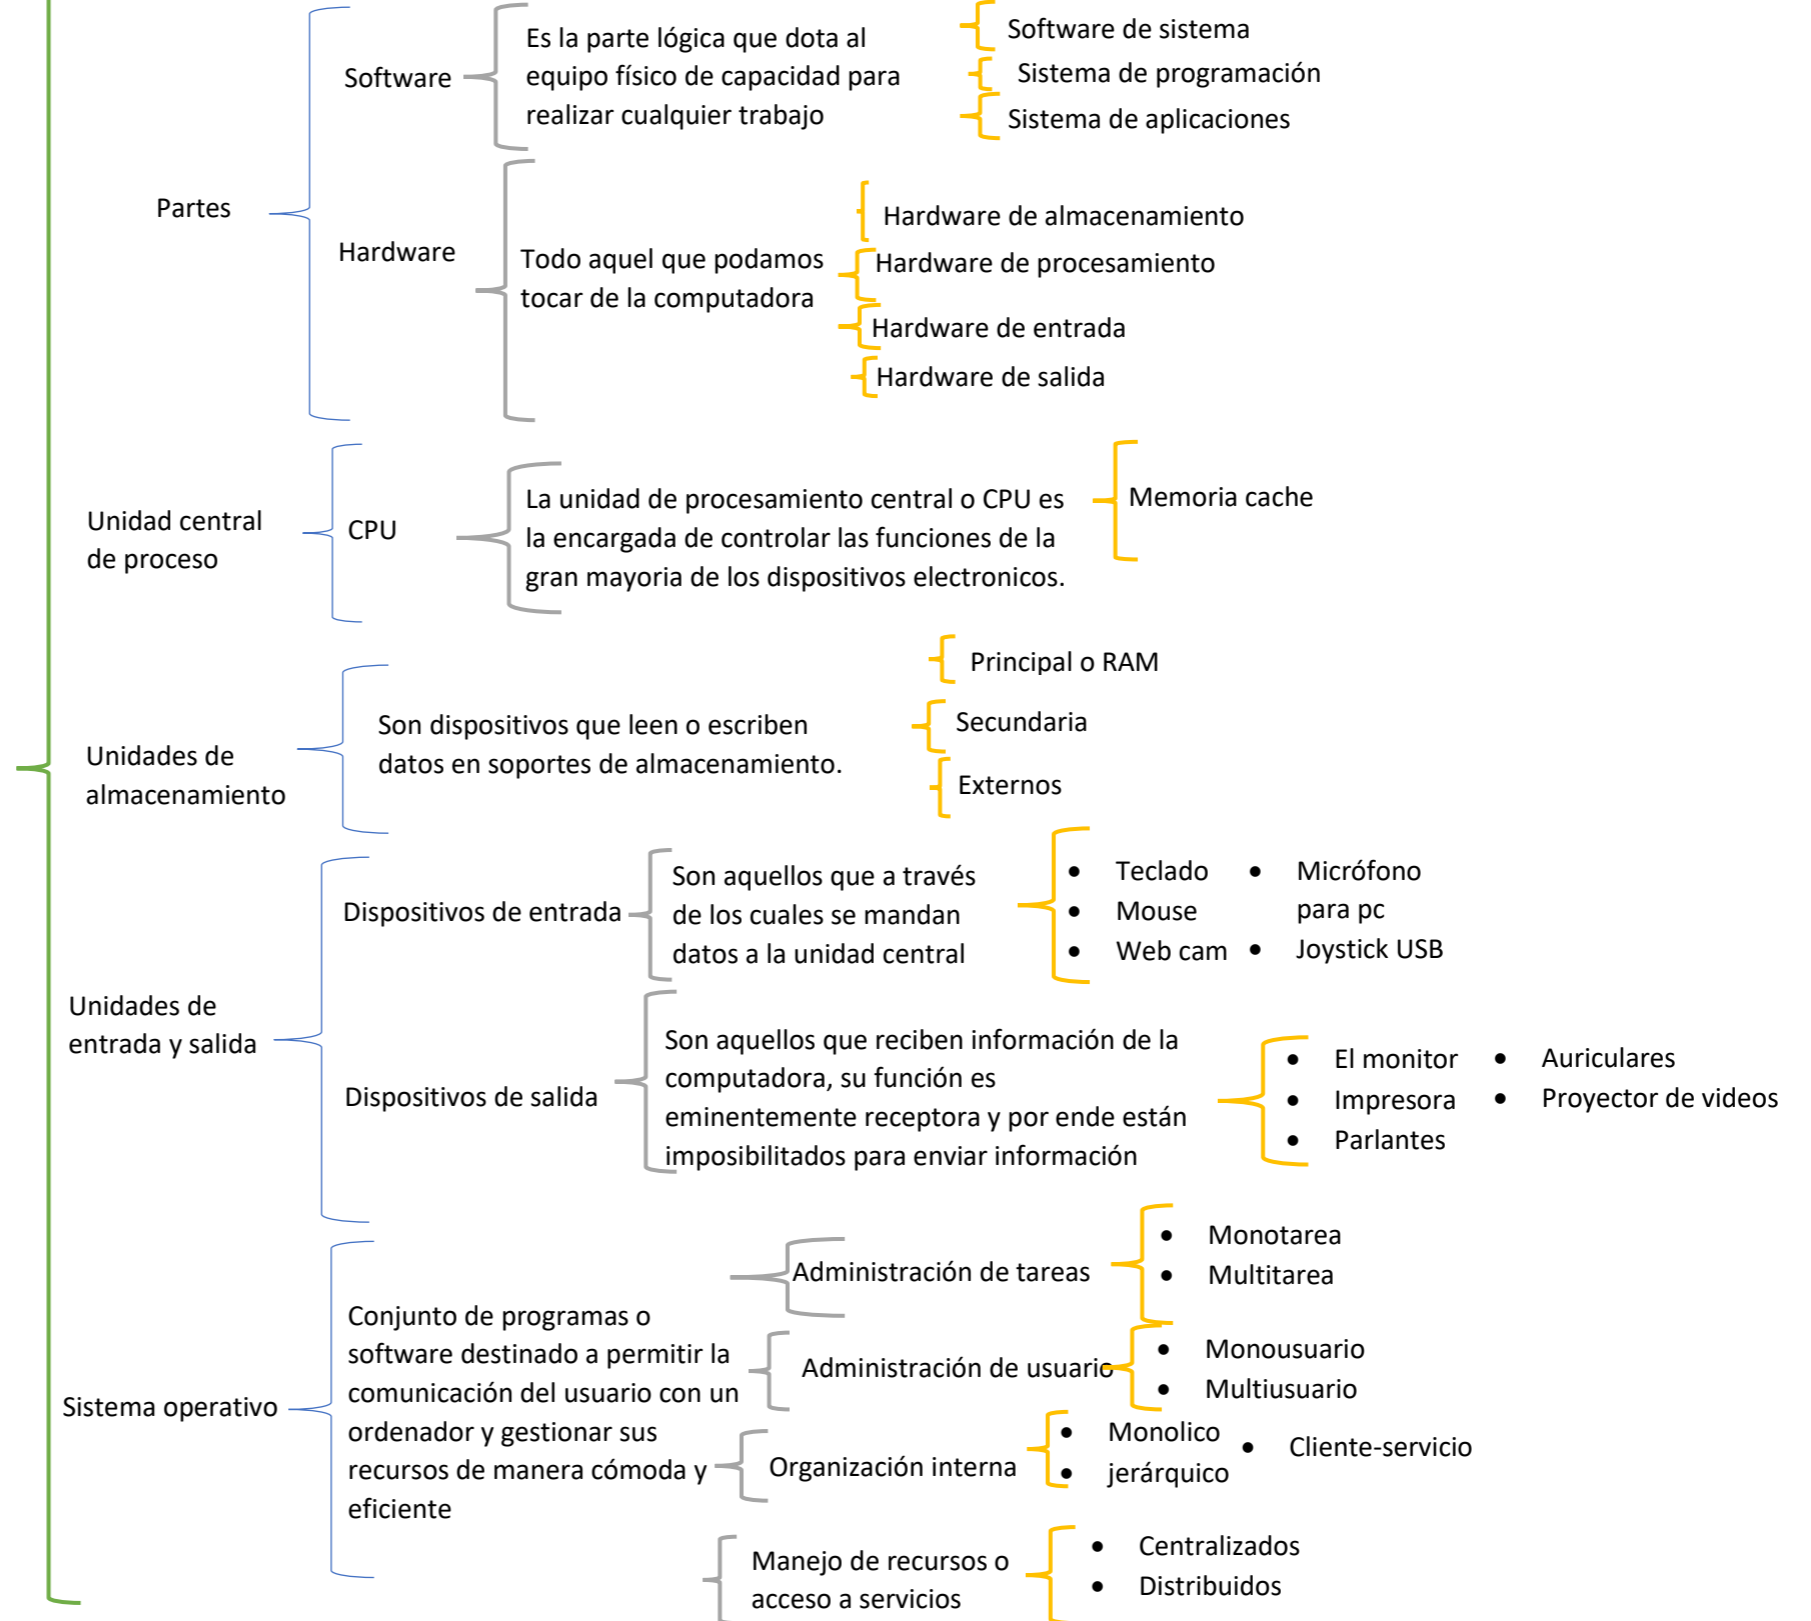 Partes
Software
Es la parte lógica que dota al
equipo físico de capacidad para
realizar cualquier trabajo
Software de sistema
Sistema de programación
Sistema de aplicaciones
Hardware
Todo aquel que podamos
tocar de la computadora
Hardware de almacenamiento
Hardware de procesamiento
Hardware de entrada
Hardware de salida
Unidad central
de proceso
CPU
La unidad de procesamiento central o CPU es
la encargada de controlar las funciones de la
gran mayoria de los dispositivos electronicos.
Memoria cache
Unidades de
almacenamiento
Son dispositivos que leen o escriben
datos en soportes de almacenamiento.
Principal o RAM
Secundaria
Externos
Unidades de
entrada y salida
Dispositivos de entrada
Son aquellos que a través
de los cuales se mandan
datos a la unidad central
• Teclado
• Mouse
• Web cam
• Micrófono
para pc
• Joystick USB
Dispositivos de salida
Son aquellos que reciben información de la
computadora, su función es
eminentemente receptora y por ende están
imposibilitados para enviar información
• El monitor
• Impresora
• Parlantes
• Auriculares
• Proyector de videos
Sistema operativo
Conjunto de programas o
software destinado a permitir la
comunicación del usuario con un
ordenador y gestionar sus
recursos de manera cómoda y
eficiente
Administración de tareas
• Monotarea
• Multitarea
Administración de usuario
• Monousuario
• Multiusuario
Organización interna
• Monolico
• jerárquico
• Cliente-servicio
Manejo de recursos o
acceso a servicios
• Centralizados
• Distribuidos